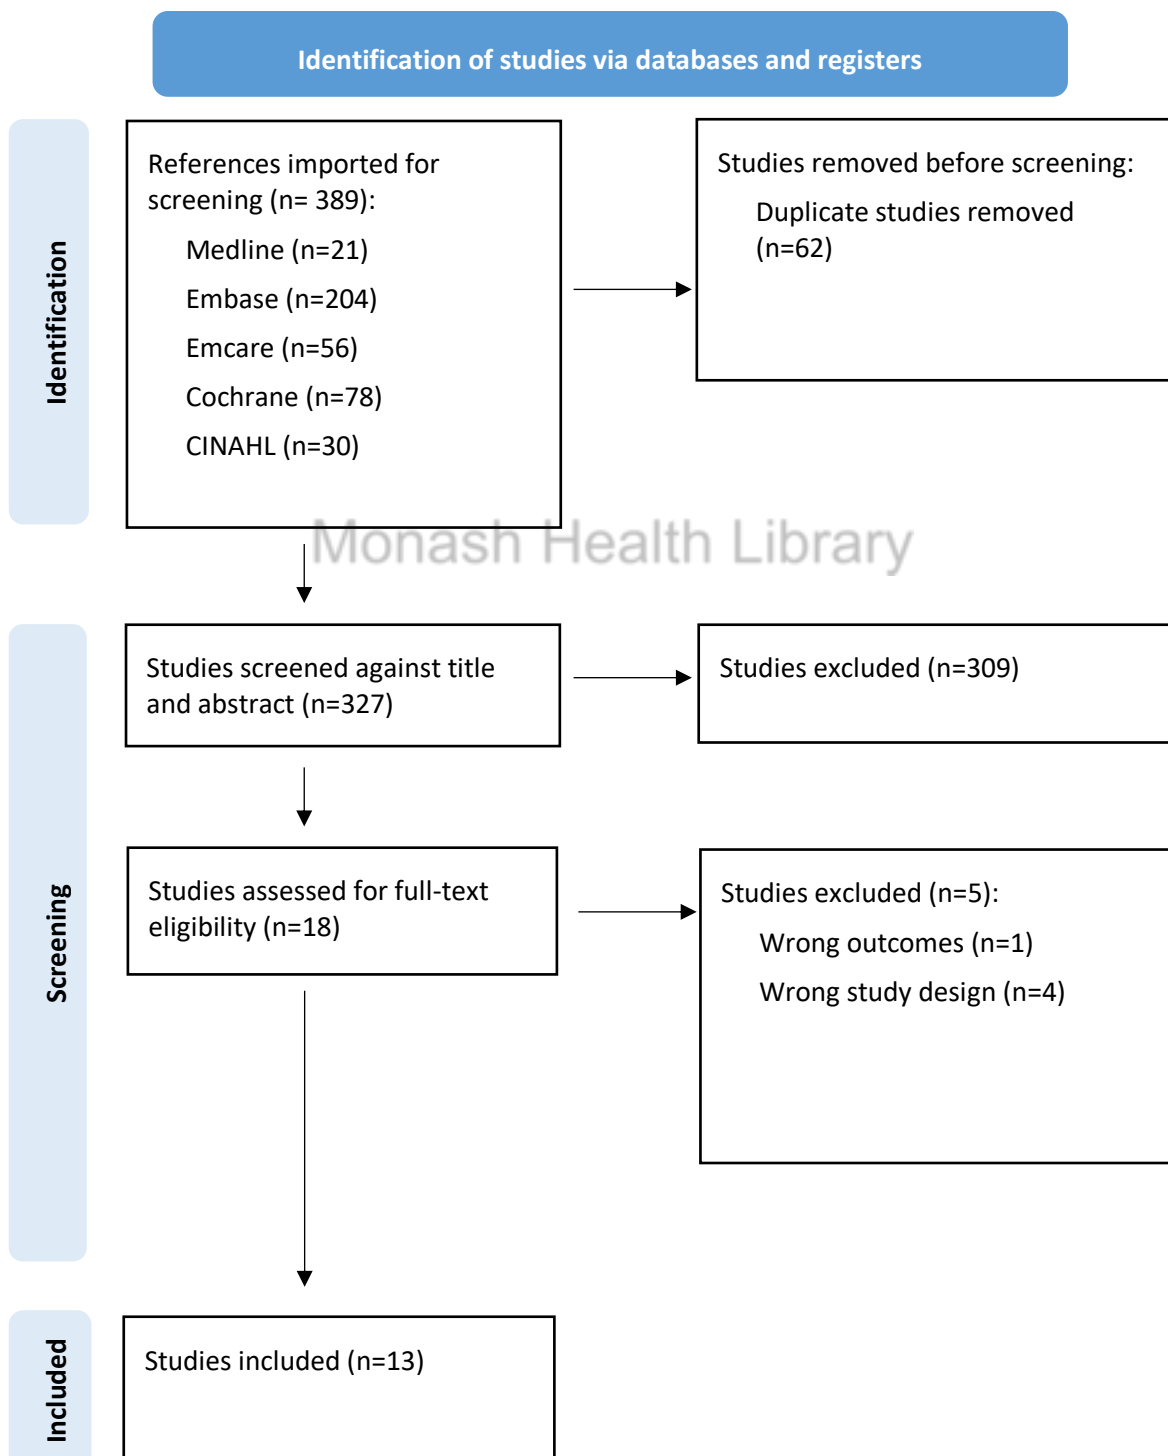 Identification of studies via databases and registers
Identification
References imported for
screening (n= 389):
Medline (n=21)
Embase (n=204)
Emcare (n=56)
Cochrane (n=78)
CINAHL (n=30)
Studies removed before screening:
Duplicate studies removed
(n=62)
Monash Health Library
Screening
Studies screened against title
and abstract (n=327)
Studies excluded (n=309)
Studies assessed for full-text
eligibility (n=18)
Studies excluded (n=5):
Wrong outcomes (n=1)
Wrong study design (n=4)
Included
Studies included (n=13)